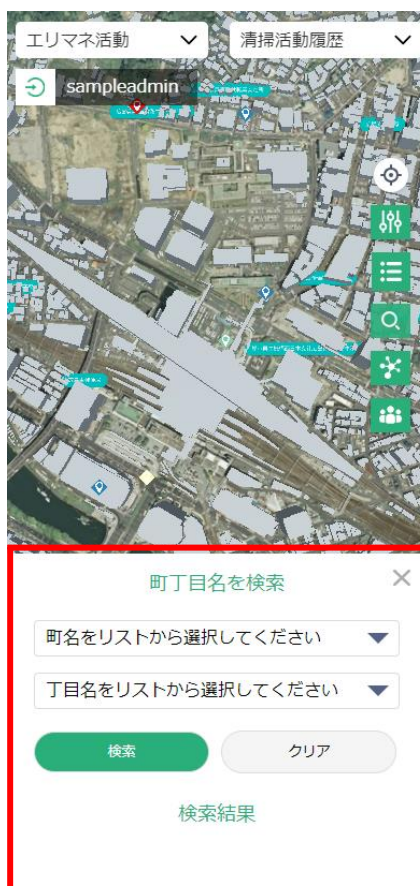 エリマネ活動
清掃活動履歴
sampleadmin
町丁目名を検索
町名をリストから選択してください
丁目名をリストから選択してください
検索
クリア
検索結果